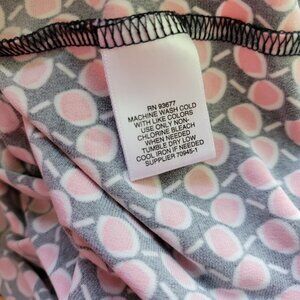 RN 93677
MACHINE WASH COLD
WITH LIKE COLORS
USE ONLY NON-
CHLORINE BLEACH
WHEN NEEDED
TUMBLE DRY LOW
COOL IRON IF NEEDED
SUPPLIER 70945-1